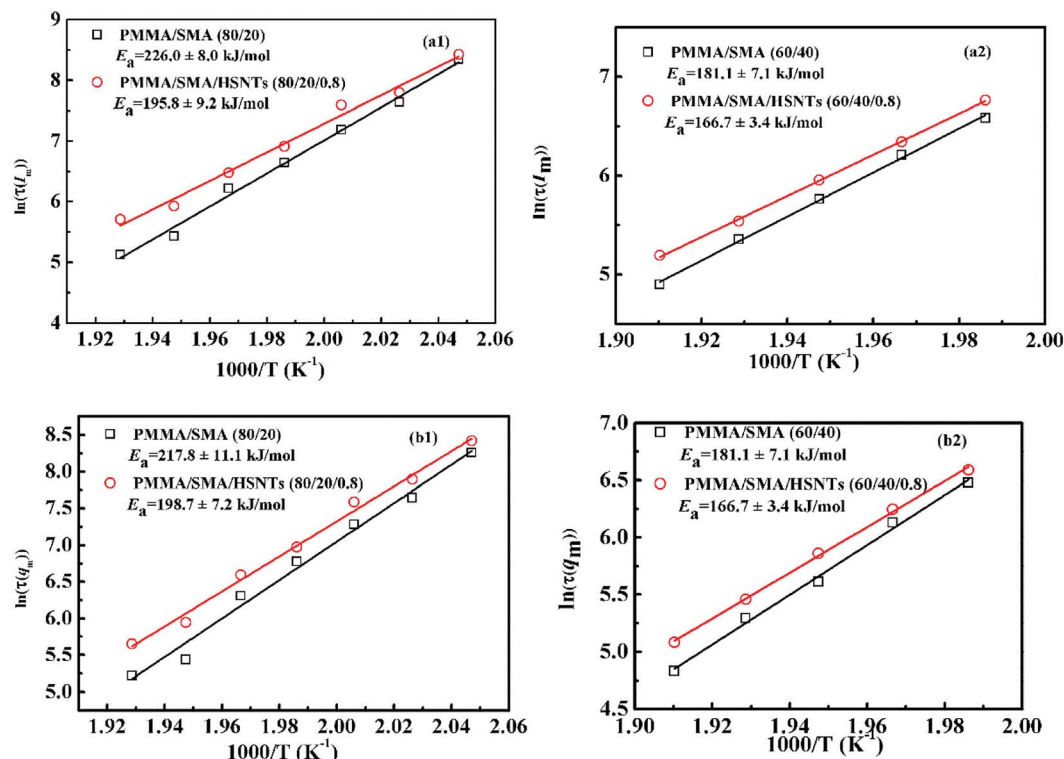 9
8
7
6
5
4
ln(τ(Im))
PMMA/SMA (80/20)
Ea=226.0 ± 8.0 kJ/mol
PMMA/SMA/HSNTs (80/20/0.8)
Ea=195.8 ± 9.2 kJ/mol
(a1)
1.92 1.94 1.96 1.98 2.00 2.02 2.04 2.06
1000/T (K-1)
7
6
5
ln(τ(Im))
PMMA/SMA (60/40)
Ea=181.1 ± 7.1 kJ/mol
PMMA/SMA/HSNTs (60/40/0.8)
Ea=166.7 ± 3.4 kJ/mol
(a2)
1.90 1.92 1.94 1.96 1.98 2.00
1000/T (K-1)
8.5
8.0
7.5
7.0
6.5
6.0
5.5
5.0
ln(τ(qm))
PMMA/SMA (80/20)
Ea=217.8 ± 11.1 kJ/mol
PMMA/SMA/HSNTs (80/20/0.8)
Ea=198.7 ± 7.2 kJ/mol
(b1)
1.92 1.94 1.96 1.98 2.00 2.02 2.04 2.06
1000/T (K-1)
7.0
6.5
6.0
5.5
5.0
4.5
ln(τ(qm))
PMMA/SMA (60/40)
Ea=181.1 ± 7.1 kJ/mol
PMMA/SMA/HSNTs (60/40/0.8)
Ea=166.7 ± 3.4 kJ/mol
(b2)
1.90 1.92 1.94 1.96 1.98 2.00
1000/T (K-1)